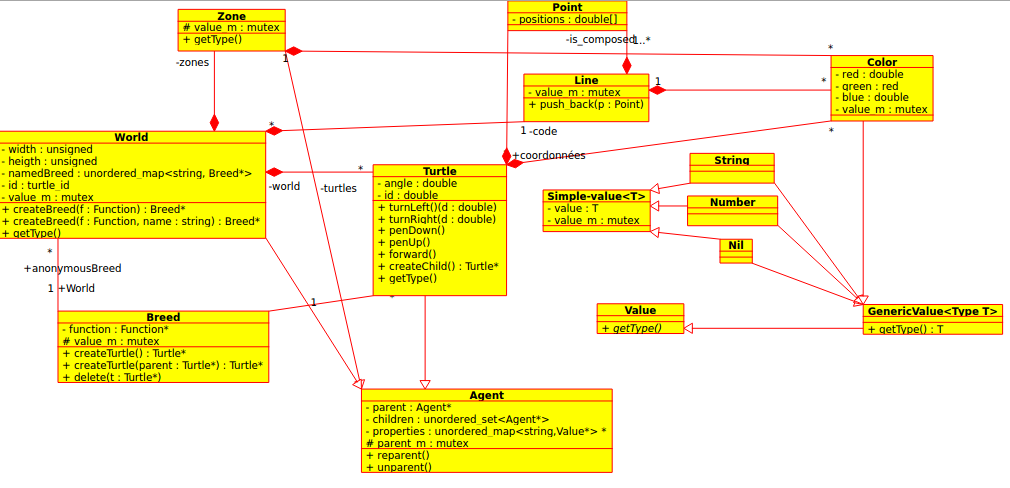 Zone
# value_m : mutex
+ getType()
Point
- positions : double[]
-is_composed
1..*
-zones
1
*
Line
- value_m : mutex
+ push_back(p : Point)
1
*
Color
- red : double
- green : red
- blue : double
- value_m : mutex
*
1 -code
*
World
- width : unsigned
- heigth : unsigned
- namedBreed : unordered_map<string, Breed*>
- id : turtle_id
- value_m : mutex
+ createBreed(f : Function) : Breed*
+ createBreed(f : Function, name : string) : Breed*
+ getType()
-world
*
-turtles
+coordonnées
Turtle
- angle : double
- id : double
+ turnLeft()(d : double)
+ turnRight(d : double)
+ penDown()
+ penUp()
+ forward()
+ createChild() : Turtle*
+ getType()
String
Simple-value<T>
- value : T
- value_m : mutex
Number
Nil
*
+anonymousBreed
1 +World
1
*
Breed
- function : Function*
# value_m : mutex
+ createTurtle() : Turtle*
+ createTurtle(parent : Turtle*) : Turtle*
+ delete(t : Turtle*)
Value
+ getType()
GenericValue<Type T>
+ getType() : T
Agent
- parent : Agent*
- children : unordered_set<Agent*>
- properties : unordered_map<string,Value*> *
# parent_m : mutex
+ reparent()
+ unparent()